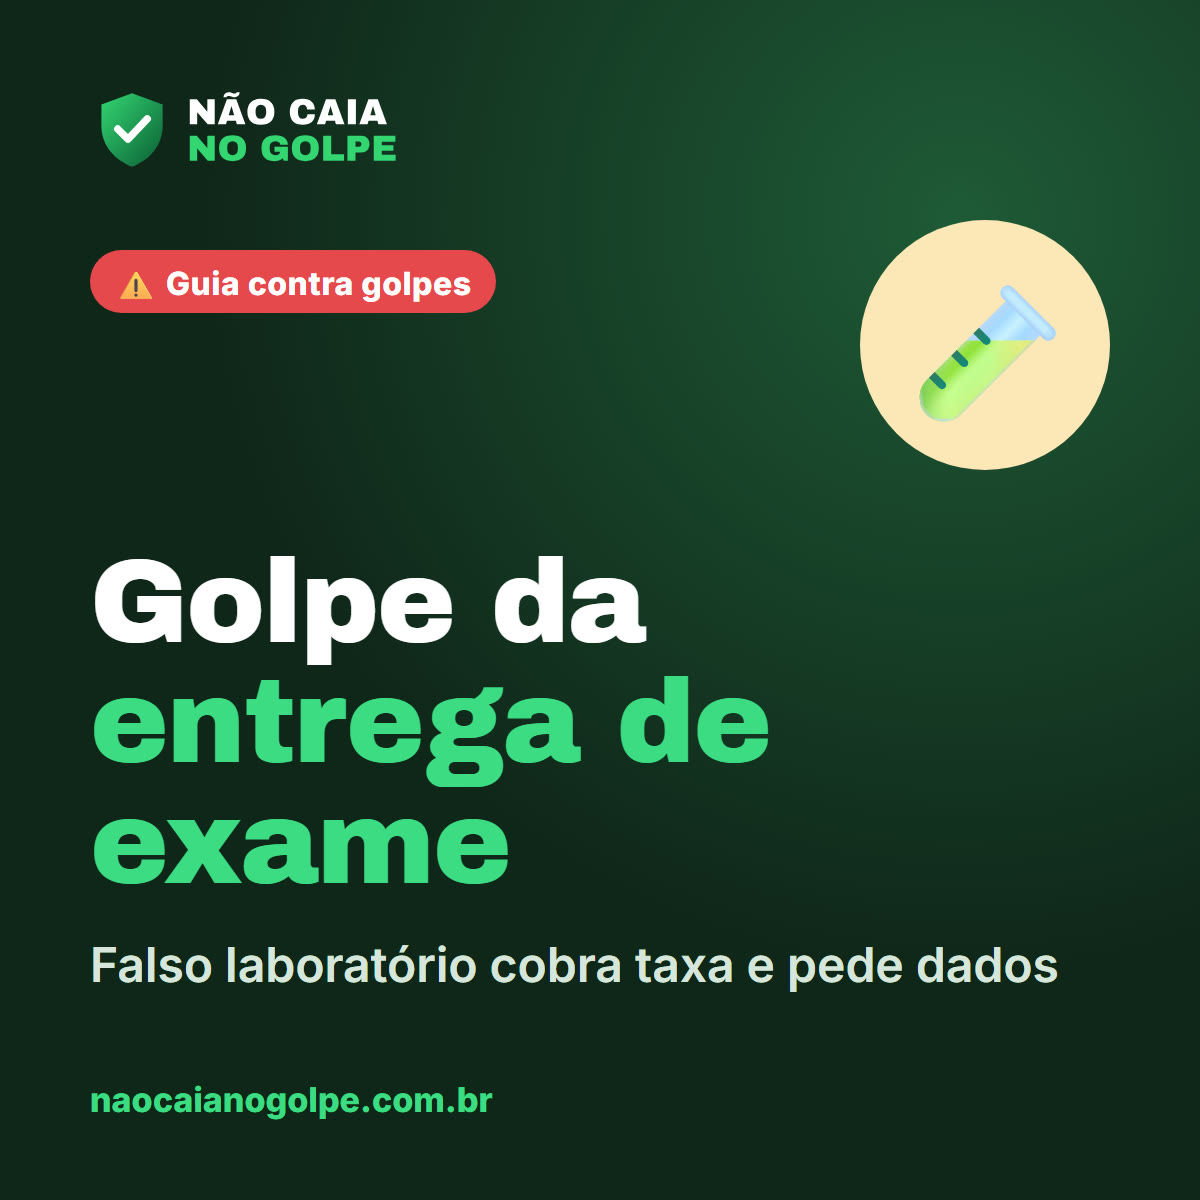 NÃO CAIA
NO GOLPE
⚠️ Guia contra golpes
Golpe da
entrega de
exame
Falso laboratório cobra taxa e pede dados
naocaianogolpe.com.br